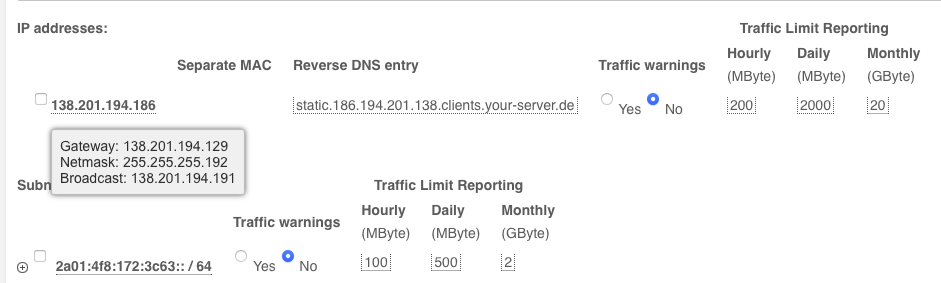 IP addresses:
Traffic Limit Reporting
Separate MAC Reverse DNS entry Traffic warnings Hourly Daily Monthly
(MByte) (MByte) (GByte)
138.201.194.186 static.186.194.201.138.clients.your-server.de Yes No 200 2000 20
Gateway: 138.201.194.129
Netmask: 255.255.255.192
Broadcast: 138.201.194.191
Subn
Traffic Limit Reporting
Traffic warnings Hourly Daily Monthly
(MByte) (MByte) (GByte)
2a01:4f8:172:3c63:: / 64 Yes No 100 500 2